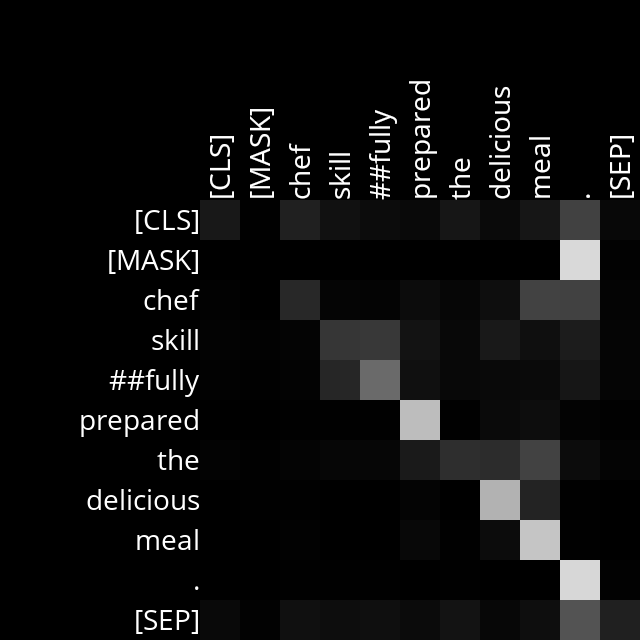 [CLS] [MASK] chef skill ##fully prepared the delicious meal . [SEP]
[CLS]
[MASK]
chef
skill
##fully
prepared
the
delicious
meal
.
[SEP]